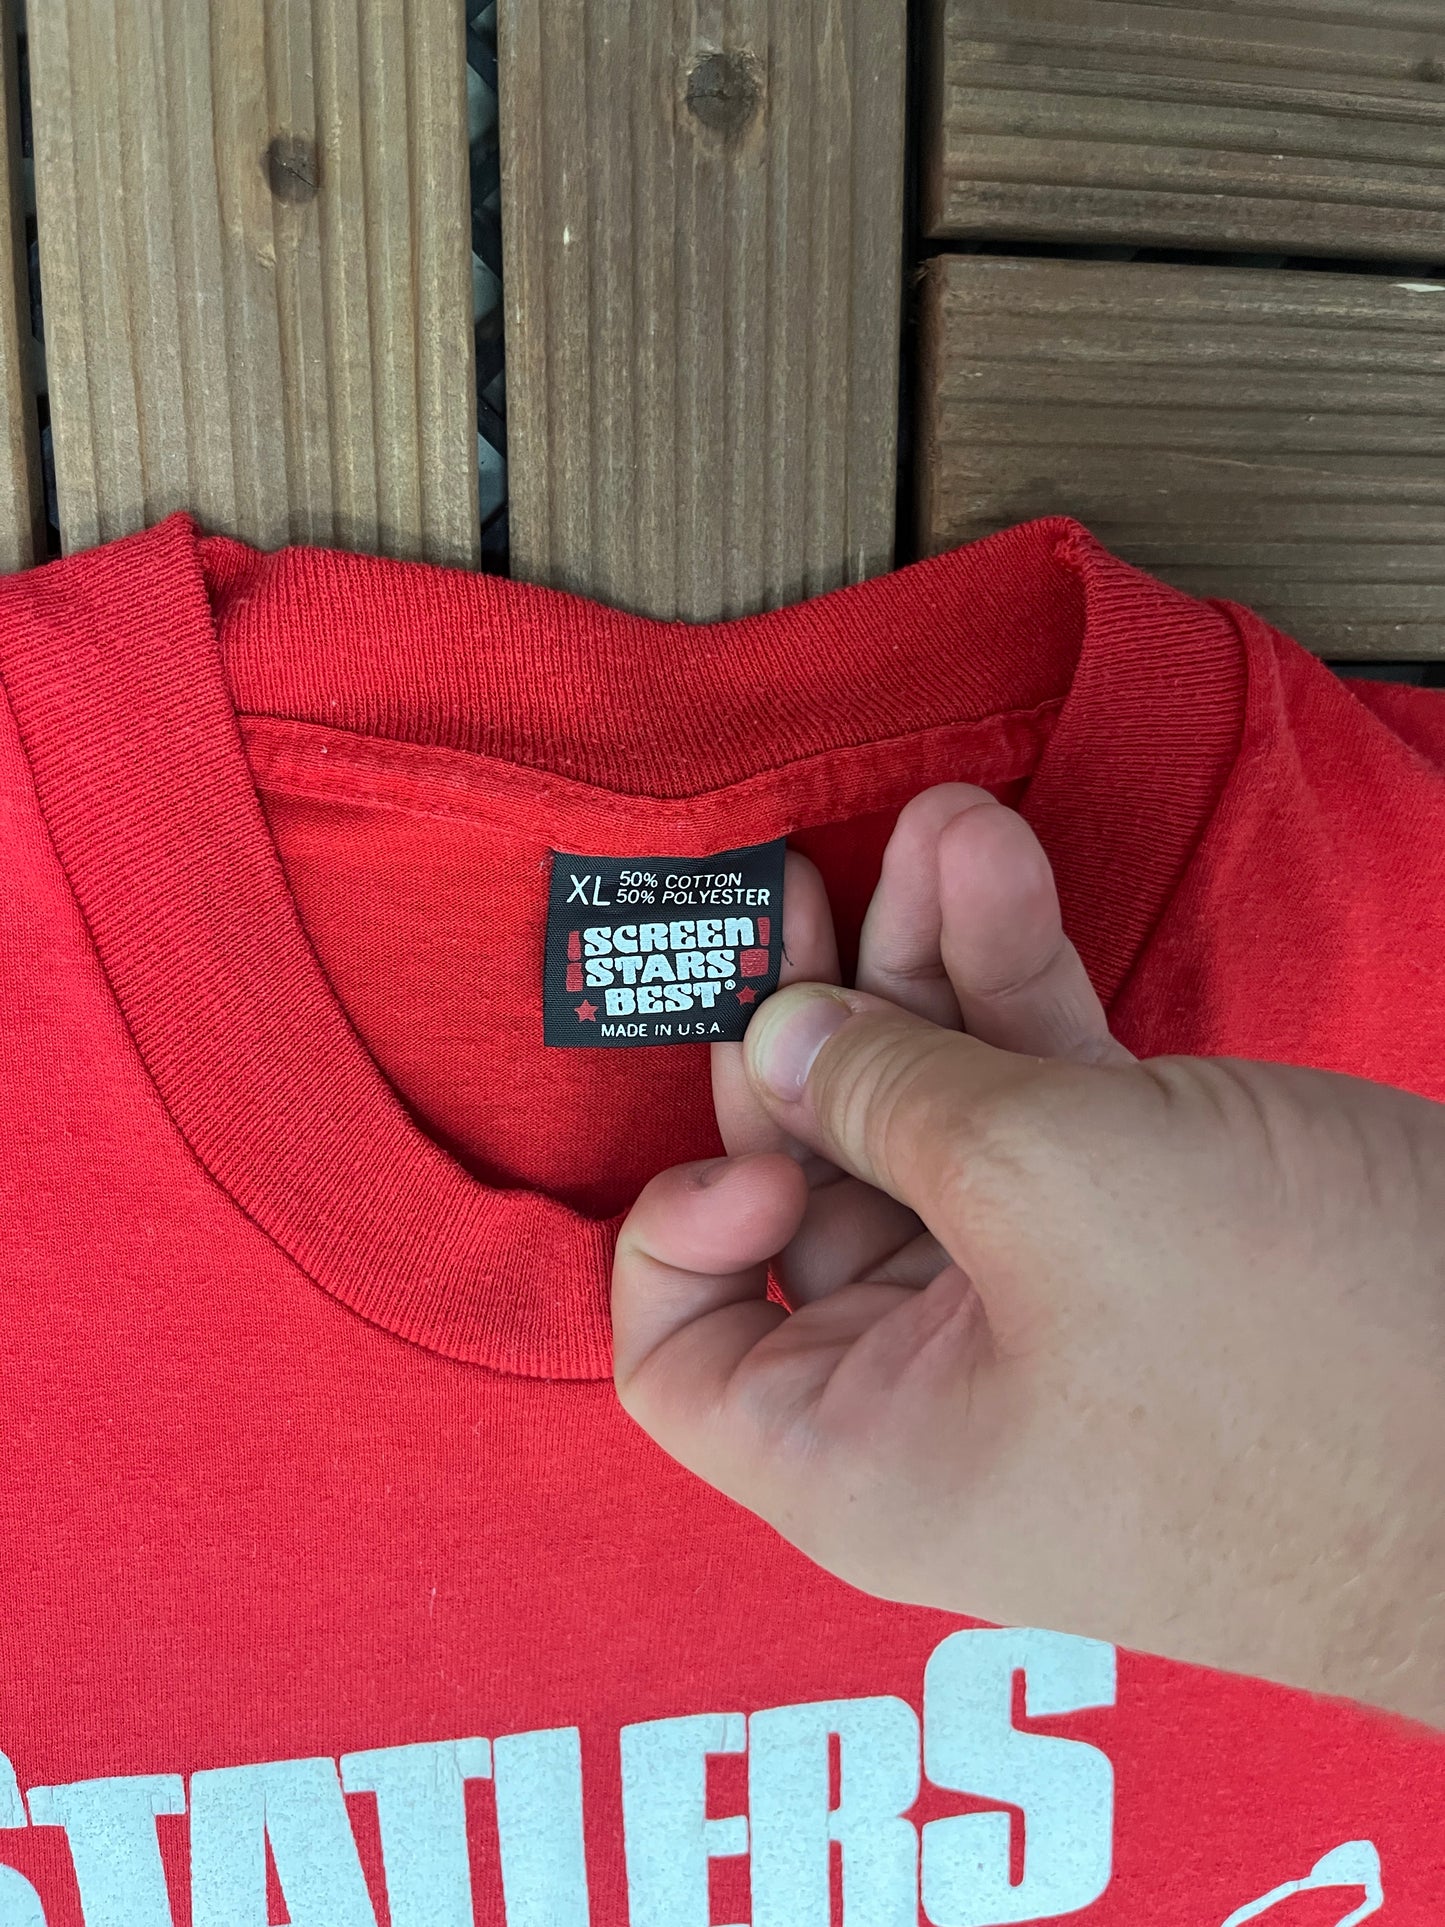 XL 50% COTTON
50% POLYESTER
SCREEN
STARS
BEST®
MADE IN U.S.A.
STATLERS